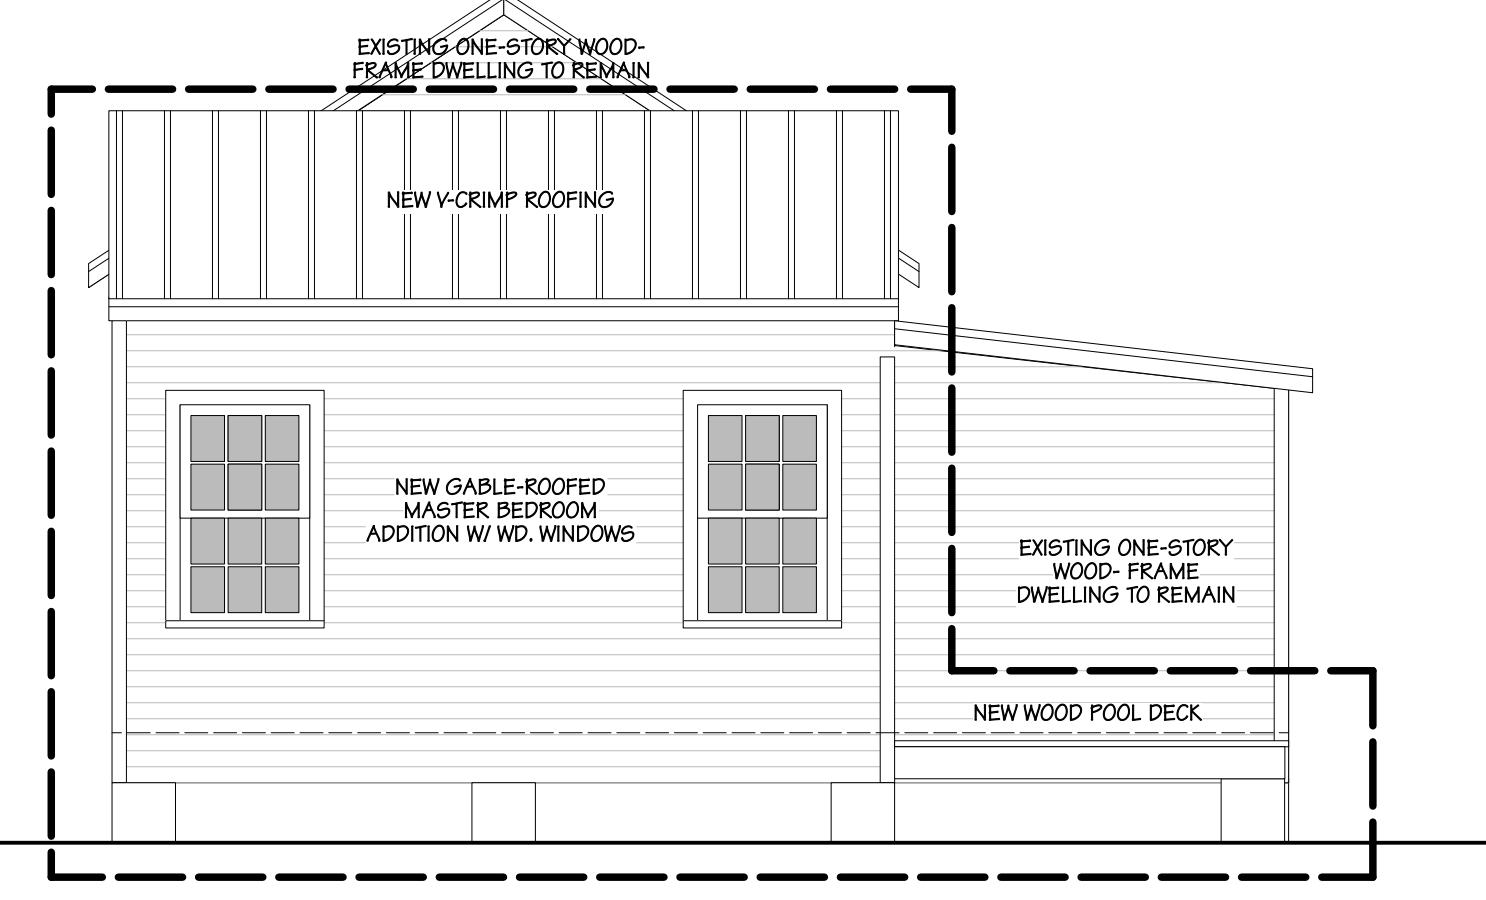 EXISTING ONE-STORY WOOD-
FRAME DWELLING TO REMAIN
NEW V-CRIMP ROOFING
NEW GABLE-ROOFED
MASTER BEDROOM
ADDITION W/ WD. WINDOWS
EXISTING ONE-STORY
WOOD- FRAME
DWELLING TO REMAIN
NEW WOOD POOL DECK